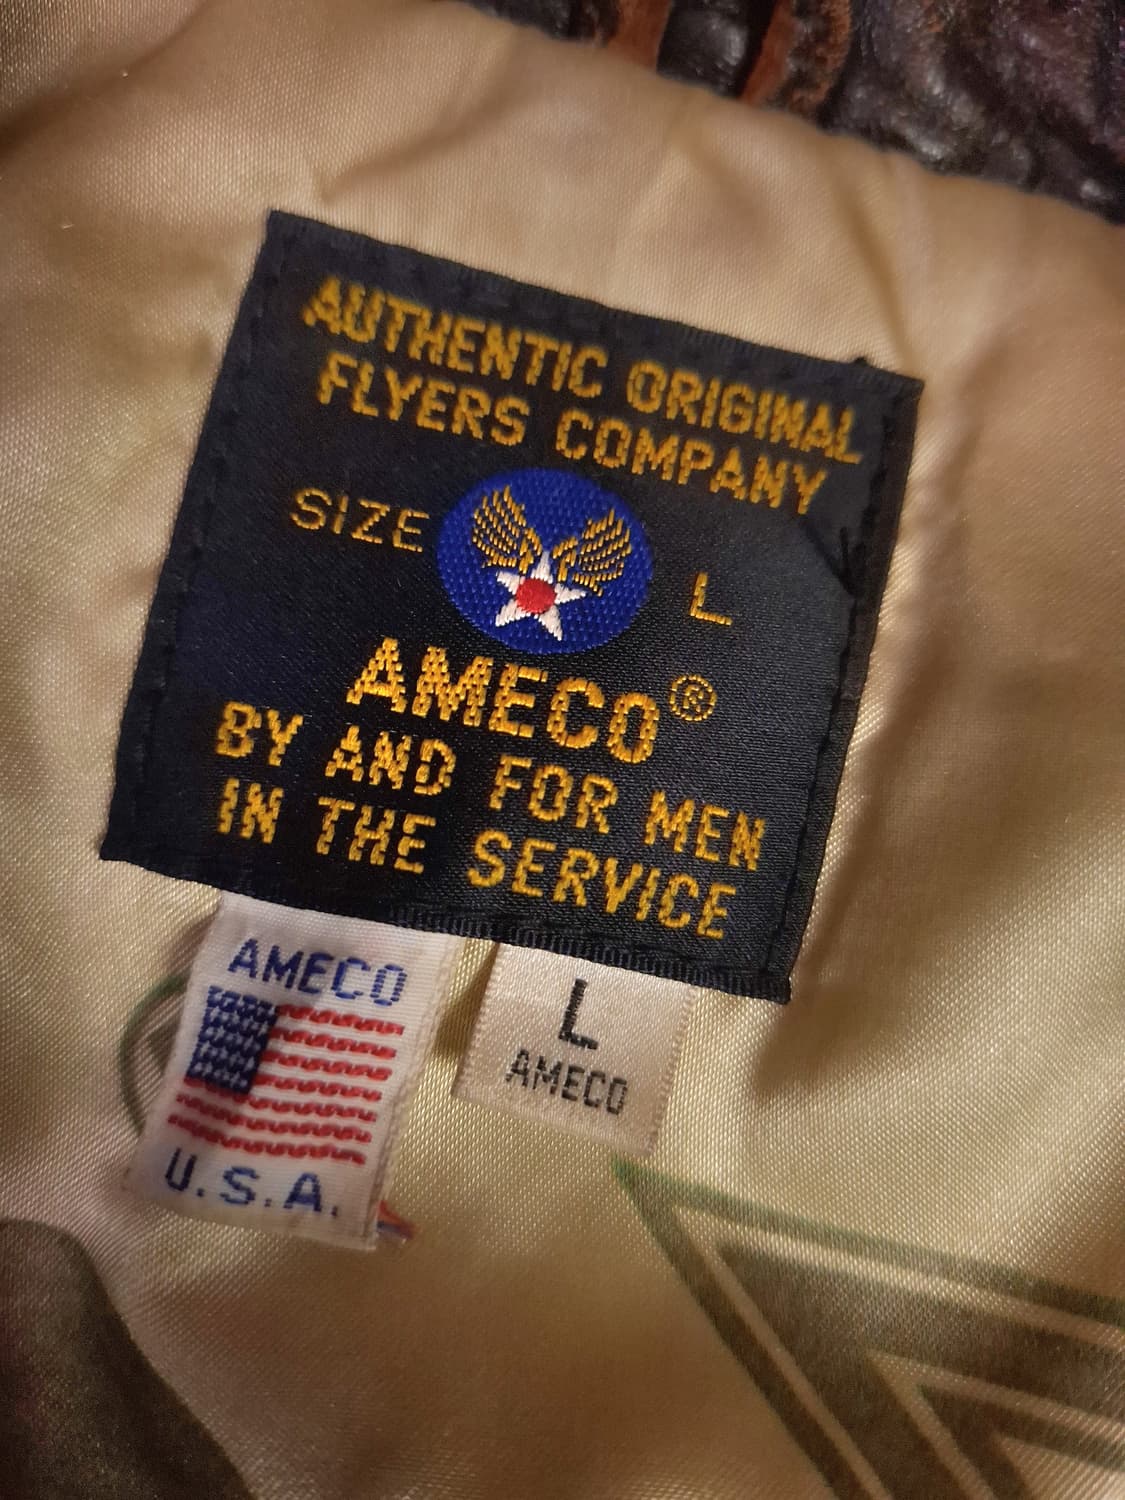 AUTHENTIC ORIGINAL
FLYERS COMPANY
SIZE L
AMECO®
BY AND FOR MEN
IN THE SERVICE
AMECO
U.S.A.
L
AMECO